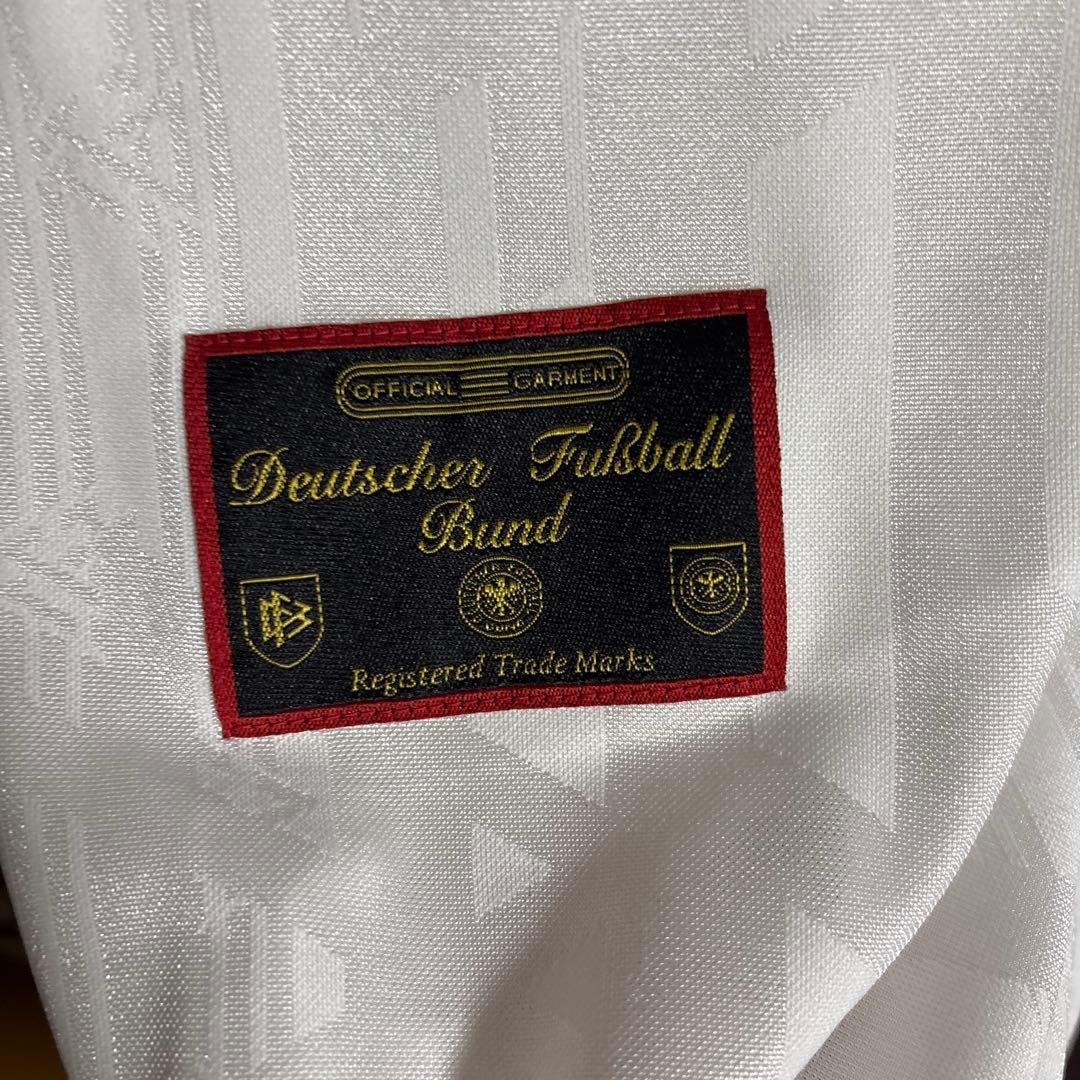 OFFICIAL GARMENT
Deutscher Fußball
Bund
Registered Trade Marks